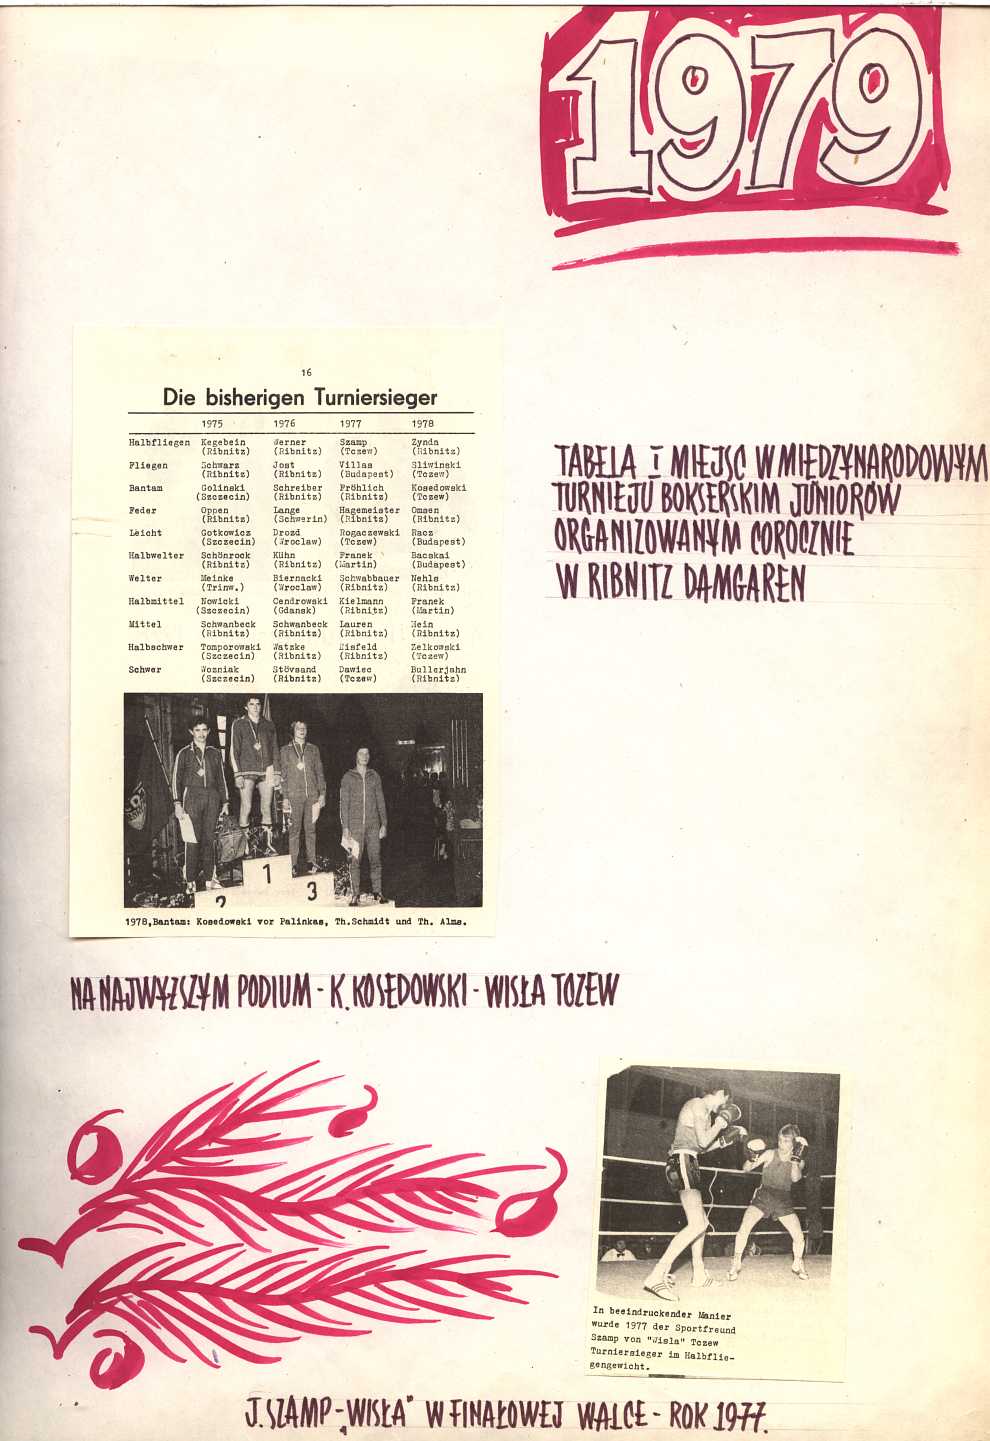 1979
16
Die bisherigen Turniersieger
1975 1976 1977 1978
Halbfliegen Kegebein Werner Szamp Zynda
(Ribnitz) (Ribnitz) (Tczew) (Ribnitz)
Fliegen Schwarz Jost Villas Sliwinski
(Ribnitz) (Ribnitz) (Budapest) (Tczew)
Bantam Golinski Schreiber Fröhlich Kosedowski
(Szczecin) (Ribnitz) (Ribnitz) (Tczew)
Feder Oppen Lange Hagemeister Omsen
(Ribnitz) (Schwerin) (Ribnitz) (Ribnitz)
Leicht Gotkowicz Drozd Rogaczewski Racz
(Szczecin) (Wroclaw) (Tczew) (Budapest)
Halbwelter Schönrock Kühn Franek Bacskai
(Ribnitz) (Ribnitz) (Martin) (Budapest)
Welter Meinke Biernacki Schwabbauer Nehls
(Trinw.) (Wroclaw) (Ribnitz) (Ribnitz)
Halbmittel Nowicki Cendrowski Kielmann Franek
(Szczecin) (Gdansk) (Ribnitz) (Martin)
Mittel Schwanbeck Schwanbeck Lauren Hein
(Ribnitz) (Ribnitz) (Ribnitz) (Ribnitz)
Halbschwer Tomporowski Watzke Wisfeld Zelkowski
(Szczecin) (Ribnitz) (Ribnitz) (Tczew)
Schwer Wozniak Stövsand Dawiec Bullerjahn
(Szczecin) (Ribnitz) (Tczew) (Ribnitz)
1
2
3
1978,Bantam: Kosedowski vor Palinkas, Th.Schmidt und Th. Alms.
TABELA I MIEJSC W MIĘDZYNARODOWYM
TURNIEJU BOKSERSKIM JUNIORÓW
ORGANIZOWANYM COROCZNIE
W RIBNITZ DAMGAREN
NA NAJWYŻSZYM PODIUM - K. KOSEDOWSKI - WISŁA TCZEW
In beeindruckender Manier
wurde 1977 der Sportfreund
Szamp von "Wisla" Tczew
Turniersieger im Halbflie-
gengewicht.
J. SZAMP - „WISŁA" W FINAŁOWEJ WALCE - ROK 1977.